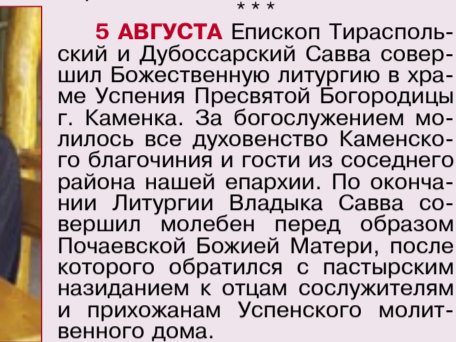 * * *
5 АВГУСТА Епископ Тирасполь-
ский и Дубоссарский Савва совер-
шил Божественную литургию в хра-
ме Успения Пресвятой Богородицы
г. Каменка. За богослужением мо-
лилось все духовенство Каменско-
го благочиния и гости из соседнего
района нашей епархии. По оконча-
нии Литургии Владыка Савва со-
вершил молебен перед образом
Почаевской Божией Матери, после
которого обратился с пастырским
назиданием к отцам сослужителям
и прихожанам Успенского молит-
венного дома.